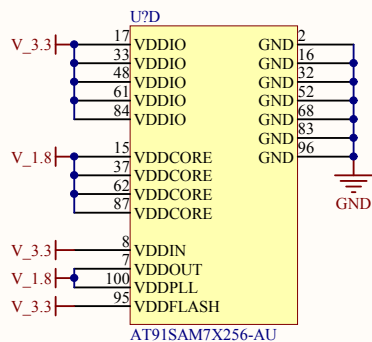 U?D
V_3.3 17 VDDIO GND 2
33 VDDIO GND 16
48 VDDIO GND 32
61 VDDIO GND 52
84 VDDIO GND 68
GND 83
V_1.8 15 VDDCORE GND 96
37 VDDCORE
62 VDDCORE
87 VDDCORE
GND
V_3.3 8 VDDIN
7 VDDOUT
V_1.8 100 VDDPLL
V_3.3 95 VDDFLASH
AT91SAM7X256-AU